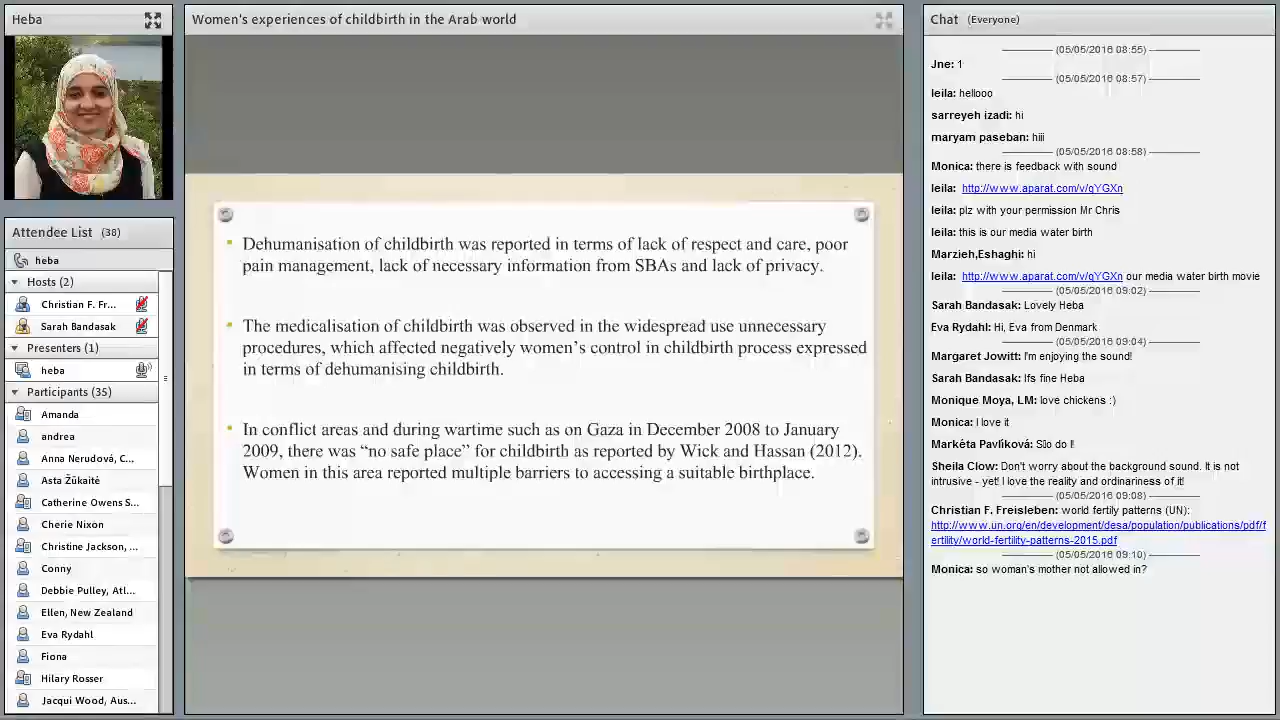 Heba
Attendee List (38)
heba
Hosts (2)
Christian F. Fr...
Sarah Bandasak
Presenters (1)
heba
Participants (35)
Amanda
andrea
Anna Nerudová, C...
Asta Žūkaitė
Catherine Owens S...
Cherie Nixon
Christine Jackson, ...
Conny
Debbie Pulley, Atl...
Ellen, New Zealand
Eva Rydahl
Fiona
Hilary Rosser
Jacqui Wood, Aus...
Women's experiences of childbirth in the Arab world
Dehumanisation of childbirth was reported in terms of lack of respect and care, poor
pain management, lack of necessary information from SBAs and lack of privacy.
The medicalisation of childbirth was observed in the widespread use unnecessary
procedures, which affected negatively women’s control in childbirth process expressed
in terms of dehumanising childbirth.
In conflict areas and during wartime such as on Gaza in December 2008 to January
2009, there was “no safe place” for childbirth as reported by Wick and Hassan (2012).
Women in this area reported multiple barriers to accessing a suitable birthplace.
Chat (Everyone)
(05/05/2016 08:55)
Jne: 1
(05/05/2016 08:57)
leila: hellooo
sarreyeh izadi: hi
maryam paseban: hiii
(05/05/2016 08:58)
Monica: there is feedback with sound
leila: http://www.aparat.com/v/qYGXn
leila: plz with your permission Mr Chris
leila: this is our media water birth
Marzieh,Eshaghi: hi
leila: http://www.aparat.com/v/qYGXn our media water birth movie
(05/05/2016 09:02)
Sarah Bandasak: Lovely Heba
Eva Rydahl: Hi, Eva from Denmark
(05/05/2016 09:04)
Margaret Jowitt: I'm enjoying the sound!
Sarah Bandasak: Ifs fine Heba
Monique Moya, LM: love chickens :)
Monica: I love it
Markéta Pavlíková: So do I!
Sheila Clow: Don't worry about the background sound. It is not
intrusive - yet! I love the reality and ordinariness of it!
(05/05/2016 09:08)
Christian F. Freisleben: world fertily patterns (UN):
http://www.un.org/en/development/desa/population/publications/pdf/f
ertility/world-fertility-patterns-2015.pdf
(05/05/2016 09:10)
Monica: so woman's mother not allowed in?